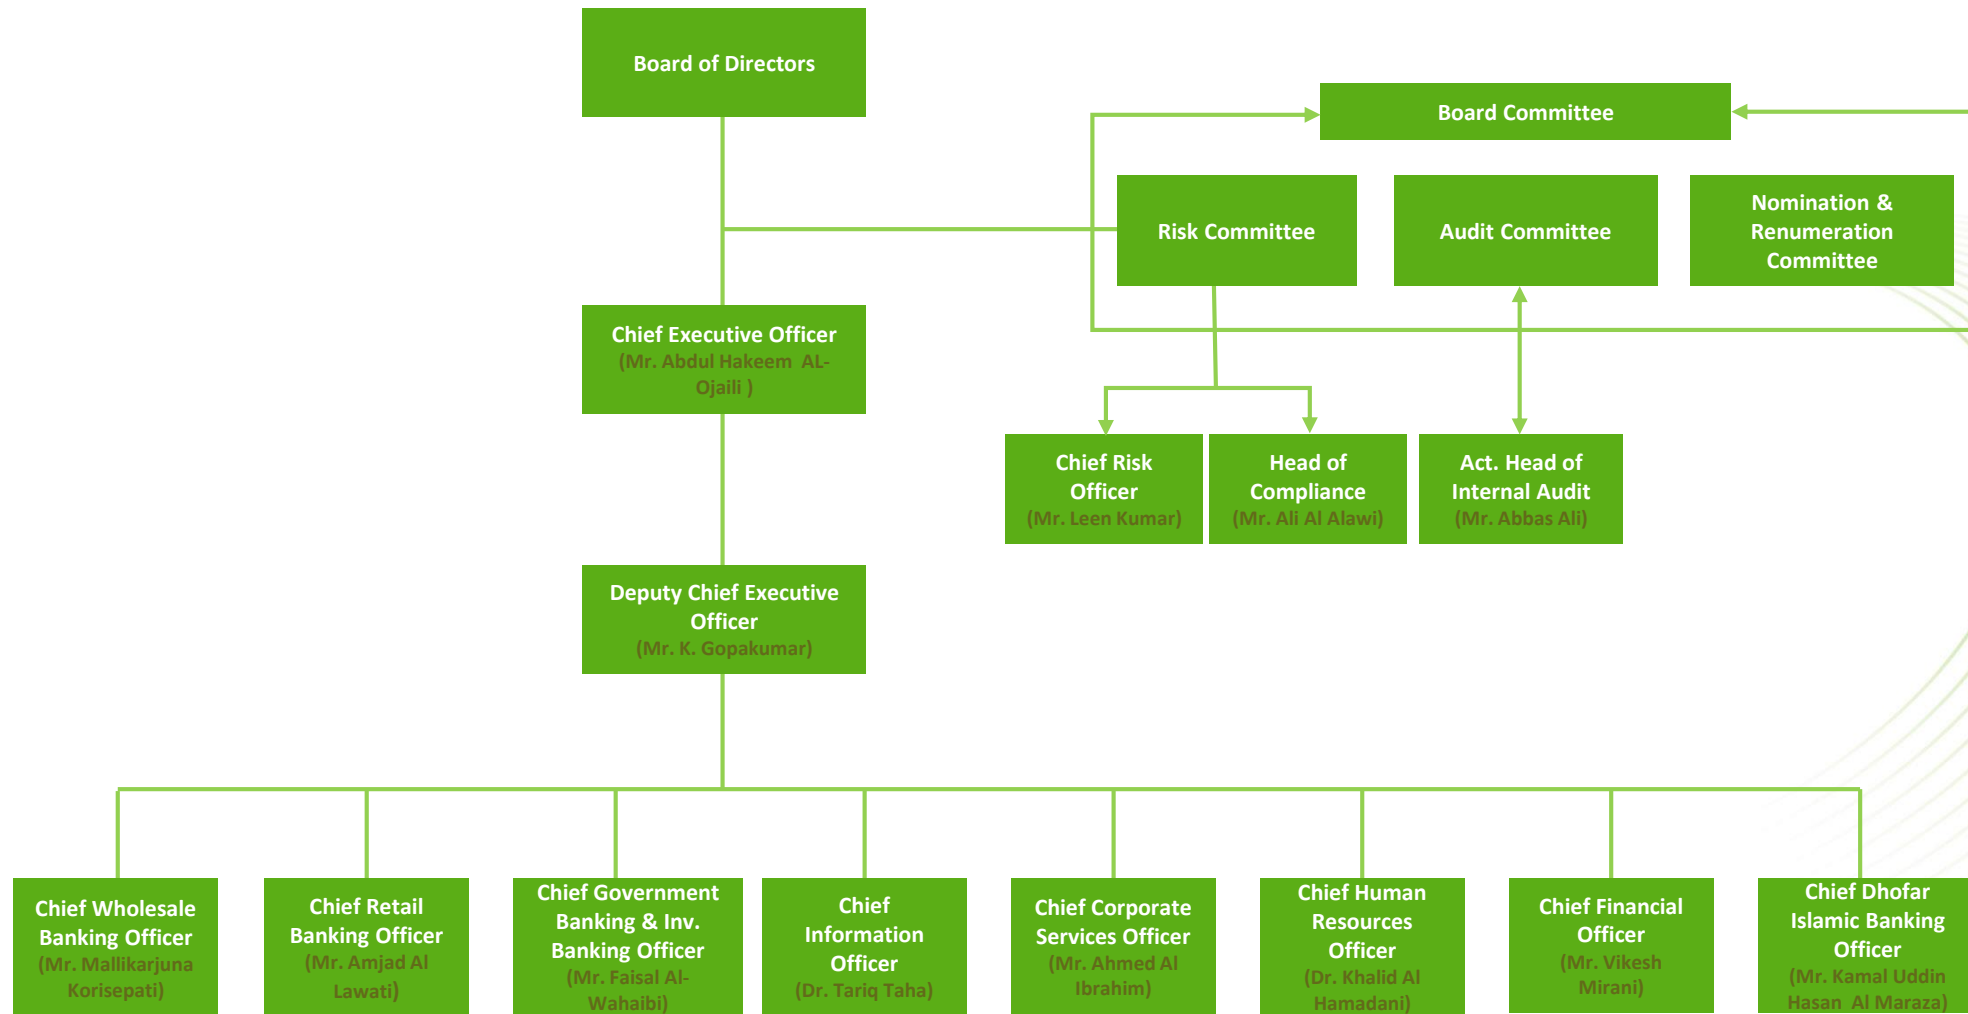 Board of Directors
Board Committee
Risk Committee
Audit Committee
Nomination &
Renumeration
Committee
Chief Executive Officer
(Mr. Abdul Hakeem  AL-
Ojaili )
Chief Risk
Officer
(Mr. Leen Kumar)
Head of
Compliance
(Mr. Ali Al Alawi)
Act. Head of
Internal Audit
(Mr. Abbas Ali)
Deputy Chief Executive
Officer
(Mr. K. Gopakumar)
Chief Wholesale
Banking Officer
(Mr. Mallikarjuna
Korisepati)
Chief Retail
Banking Officer
(Mr. Amjad Al
Lawati)
Chief Government
Banking & Inv.
Banking Officer
(Mr. Faisal Al-
Wahaibi)
Chief
Information
Officer
(Dr. Tariq Taha)
Chief Corporate
Services Officer
(Mr. Ahmed Al
Ibrahim)
Chief Human
Resources
Officer
(Dr. Khalid Al
Hamadani)
Chief Financial
Officer
(Mr. Vikesh
Mirani)
Chief Dhofar
Islamic Banking
Officer
(Mr. Kamal Uddin
Hasan  Al Maraza)